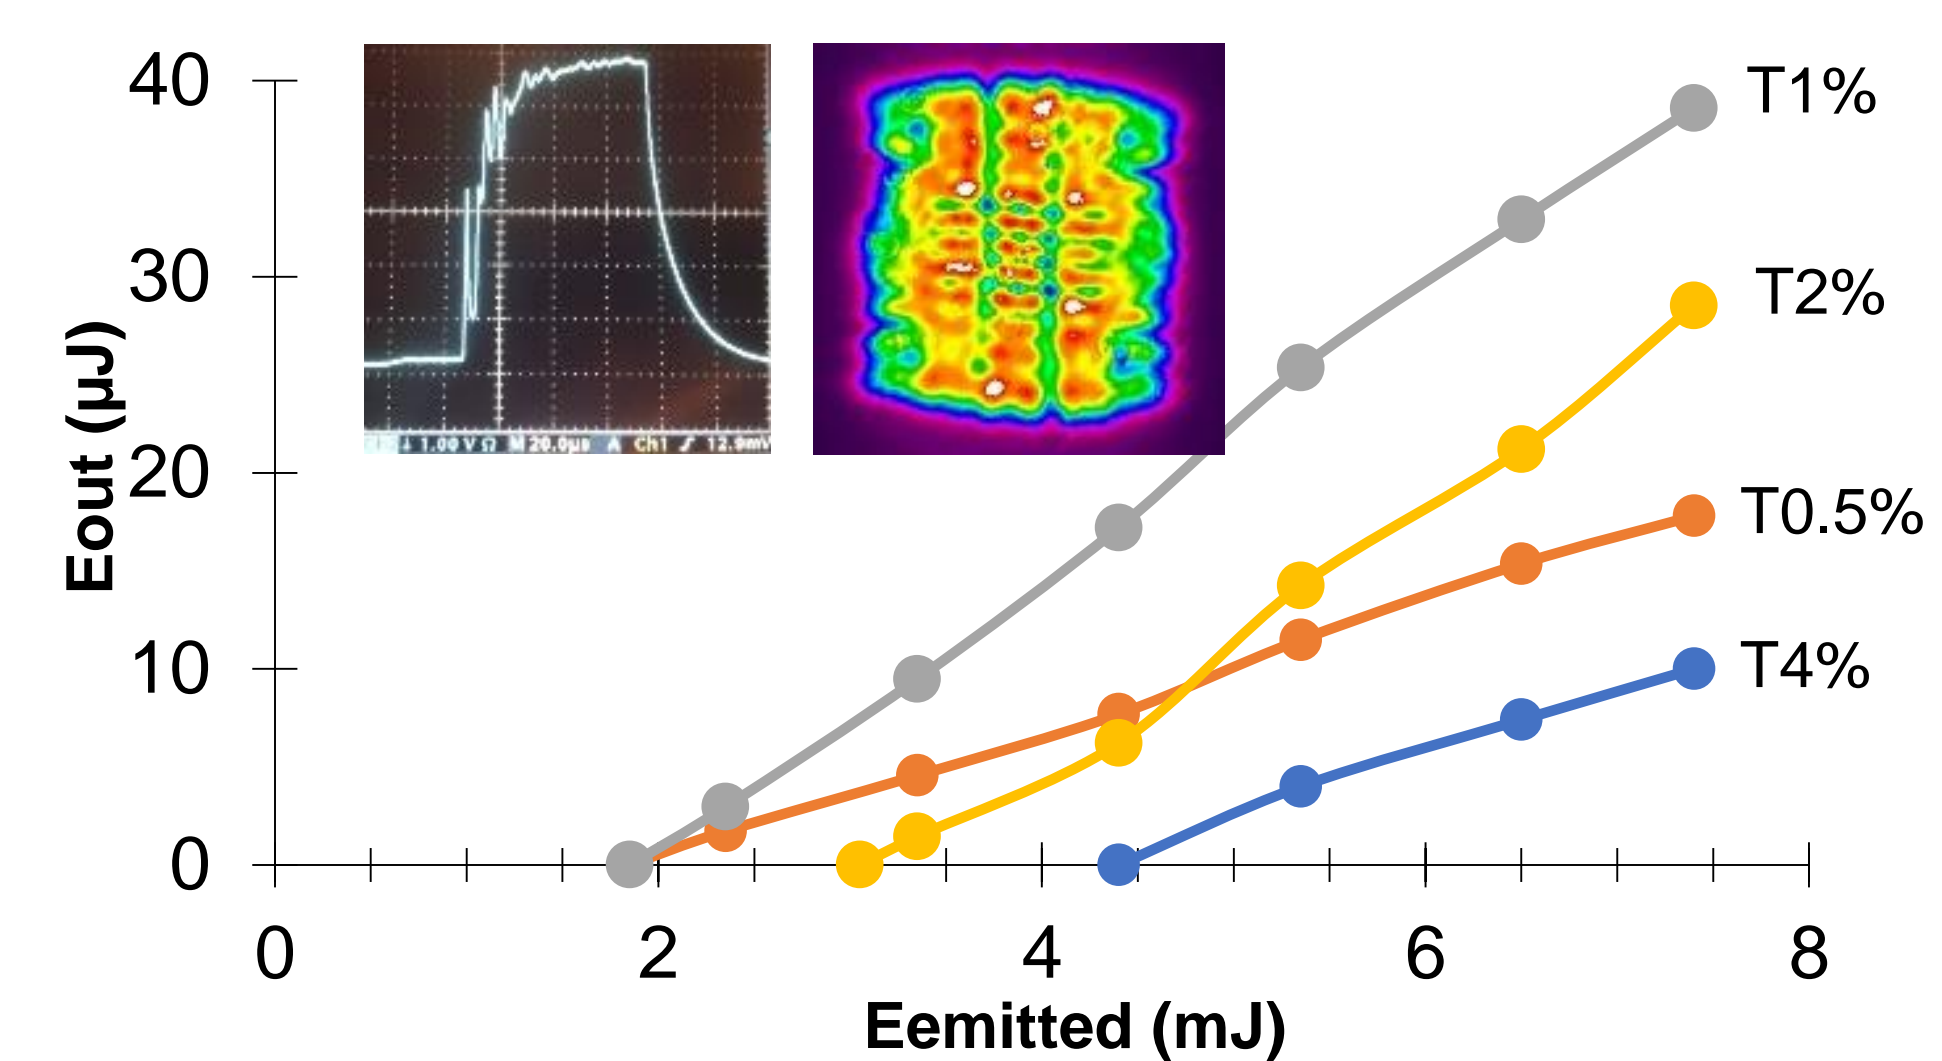 40
30
20
10
0
Eout (µJ)
1.00 V Ω M 20.0µs A Ch1 12.9mV
T1%
T2%
T0.5%
T4%
0 2 4 6 8
Eemitted (mJ)